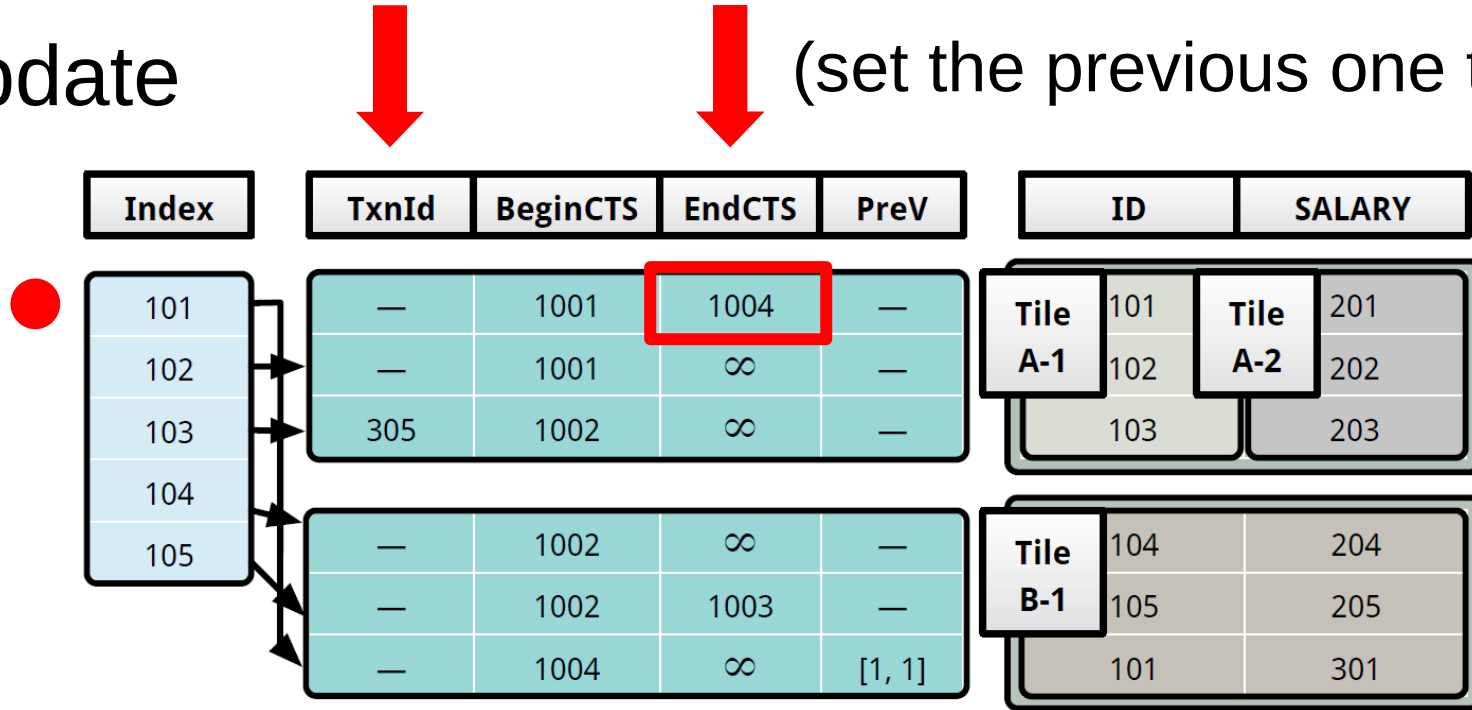 pdate
(set the previous one t
Index TxnId BeginCTS EndCTS PreV ID SALARY
101 — 1001 1004 — Tile A-1 101 Tile A-2 201
102 — 1001 ∞ — 102 202
103 305 1002 ∞ — 103 203
104 — 1002 ∞ — Tile B-1 104 204
105 — 1002 1003 — 105 205
— 1004 ∞ [1, 1] 101 301